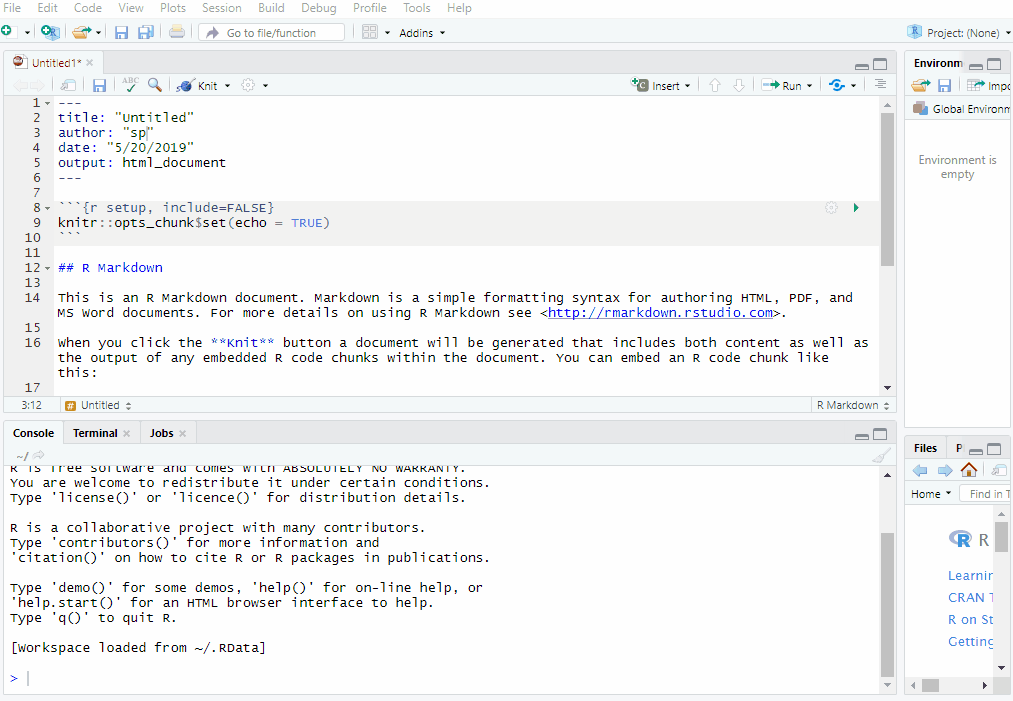 File Edit Code View Plots Session Build Debug Profile Tools Help
Go to file/function Addins Project: (None)
Untitled1*
ABC Knit Insert Run
1 ---
2 title: "Untitled"
3 author: "sp"
4 date: "5/20/2019"
5 output: html_document
6 ---
7
8 ```{r setup, include=FALSE}
9 knitr::opts_chunk$set(echo = TRUE)
10 ```
11
12 ## R Markdown
13
14 This is an R Markdown document. Markdown is a simple formatting syntax for authoring HTML, PDF, and
MS Word documents. For more details on using R Markdown see <http://rmarkdown.rstudio.com>.
15
16 When you click the **Knit** button a document will be generated that includes both content as well as
the output of any embedded R code chunks within the document. You can embed an R code chunk like
this:
17
3:12 Untitled R Markdown
Console Terminal Jobs
~/
R is free software and comes with ABSOLUTELY NO WARRANTY.
You are welcome to redistribute it under certain conditions.
Type 'license()' or 'licence()' for distribution details.
R is a collaborative project with many contributors.
Type 'contributors()' for more information and
'citation()' on how to cite R or R packages in publications.
Type 'demo()' for some demos, 'help()' for on-line help, or
'help.start()' for an HTML browser interface to help.
Type 'q()' to quit R.
[Workspace loaded from ~/.RData]
>
Environm
Impo
Global Environm
Environment is
empty
Files P
Home Find in T
R R
Learnin
CRAN T
R on St
Getting